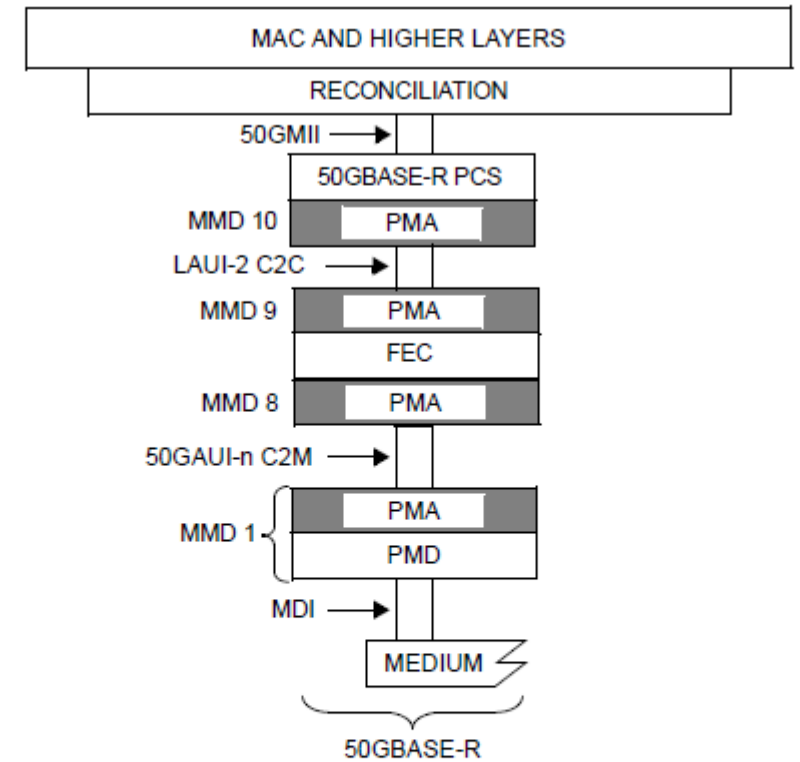 MAC AND HIGHER LAYERS
RECONCILIATION
50GMII
50GBASE-R PCS
MMD 10
PMA
LAUI-2 C2C
MMD 9
PMA
FEC
MMD 8
PMA
50GAUI-n C2M
PMA
MMD 1
PMD
MDI
MEDIUM
50GBASE-R